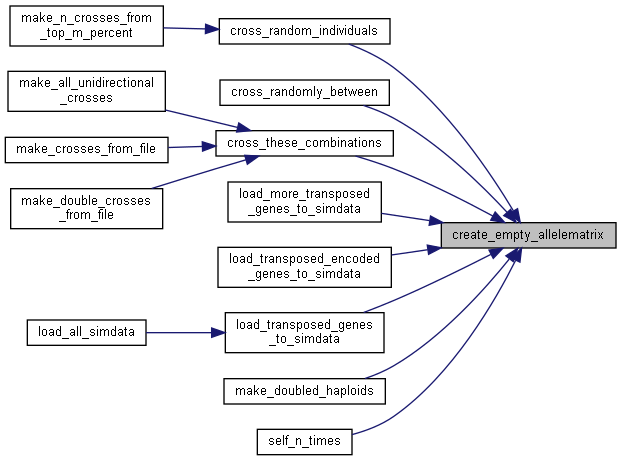 make_n_crosses_from
_top_m_percent
cross_random_individuals
make_all_unidirectional
_crosses
cross_randomly_between
make_crosses_from_file
cross_these_combinations
make_double_crosses
_from_file
load_more_transposed
_genes_to_simdata
create_empty_allelematrix
load_transposed_encoded
_genes_to_simdata
load_all_simdata
load_transposed_genes
_to_simdata
make_doubled_haploids
self_n_times